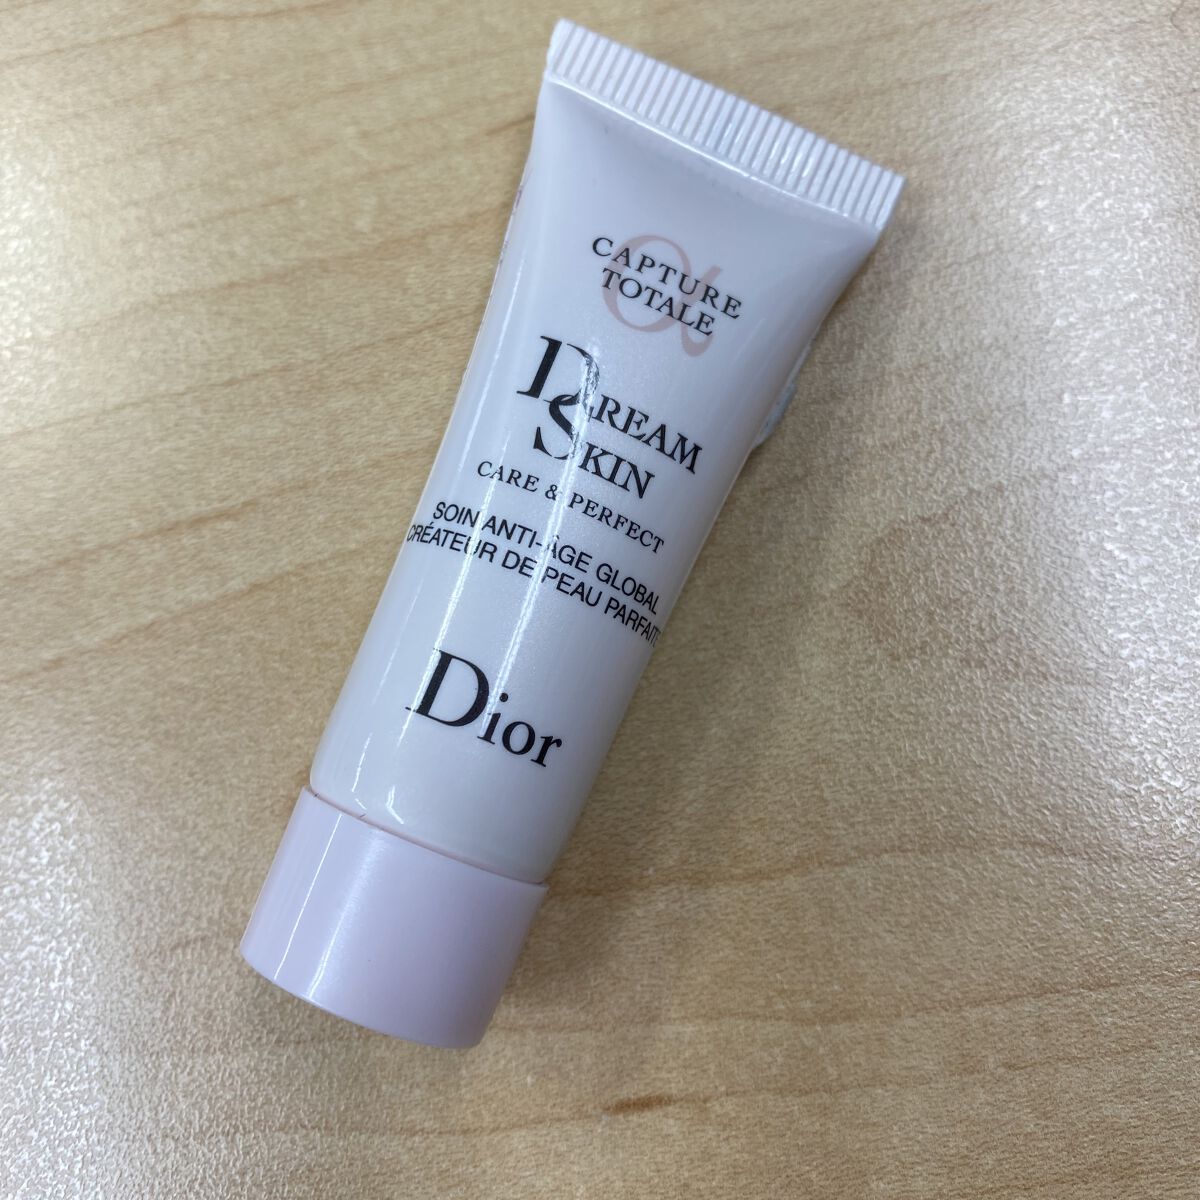 CAPTURE
TOTALE
DREAM
SKIN
CARE & PERFECT
SOIN ANTI-ÂGE GLOBAL
CRÉATEUR DE PEAU PARFAITE
Dior